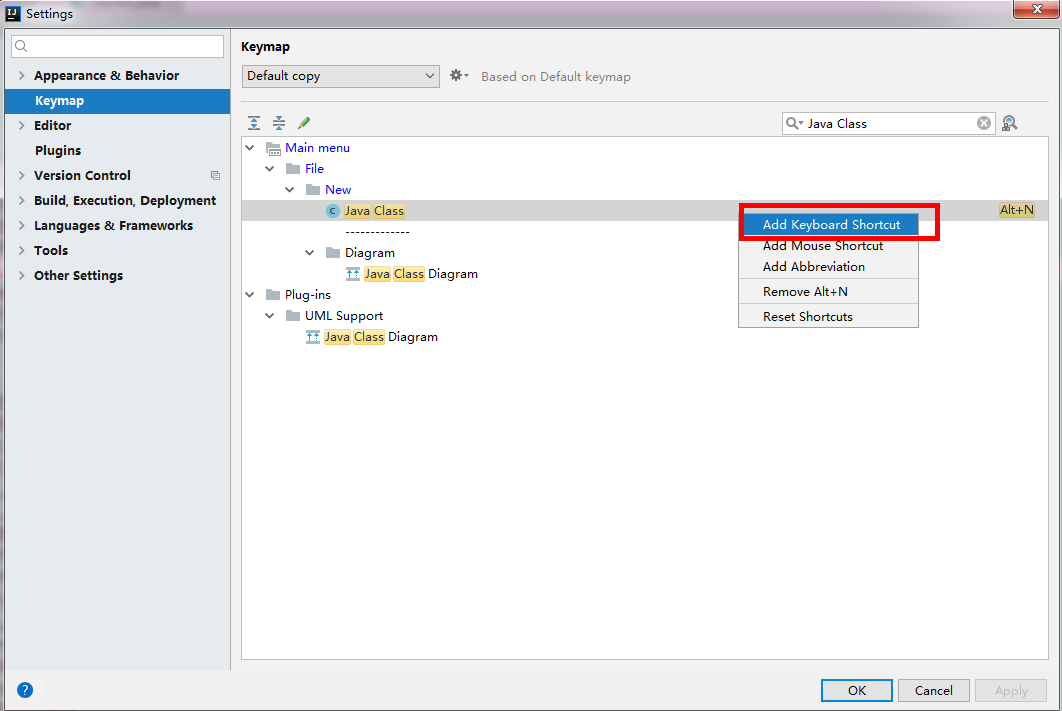 Settings
Keymap
Default copy
Based on Default keymap
Appearance & Behavior
Keymap
Editor
Plugins
Version Control
Build, Execution, Deployment
Languages & Frameworks
Tools
Other Settings
Java Class
Main menu
File
New
Java Class
Alt+N
-------------
Diagram
Java Class Diagram
Plug-ins
UML Support
Java Class Diagram
Add Keyboard Shortcut
Add Mouse Shortcut
Add Abbreviation
Remove Alt+N
Reset Shortcuts
?
OK
Cancel
Apply